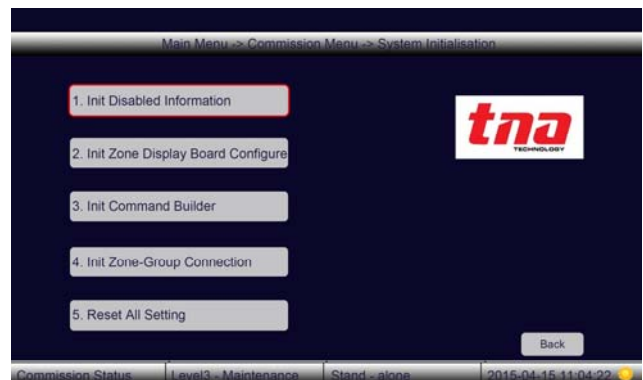 Main Menu -> Commission Menu -> System Initialisation
1. Init Disabled Information
tna
TECHNOLOGY
2. Init Zone Display Board Configure
3. Init Command Builder
4. Init Zone-Group Connection
5. Reset All Setting
Back
Commission Status Level3 - Maintenance Stand - alone 2015-04-15 11:04:22